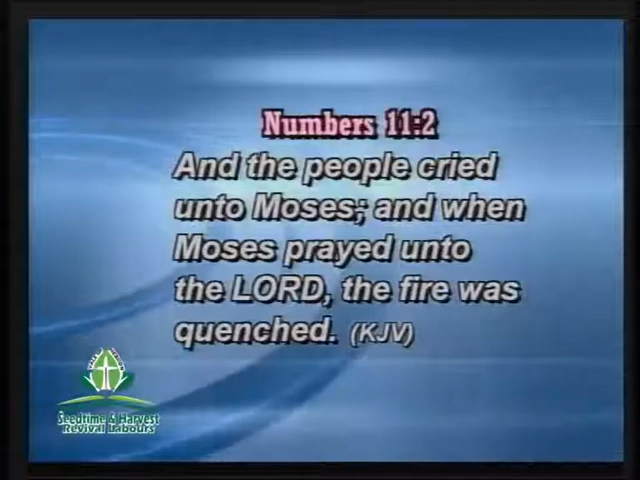 Numbers 11:2
And the people cried
unto Moses; and when
Moses prayed unto
the LORD, the fire was
quenched. (KJV)
Seedtime & Harvest
Revival Labours